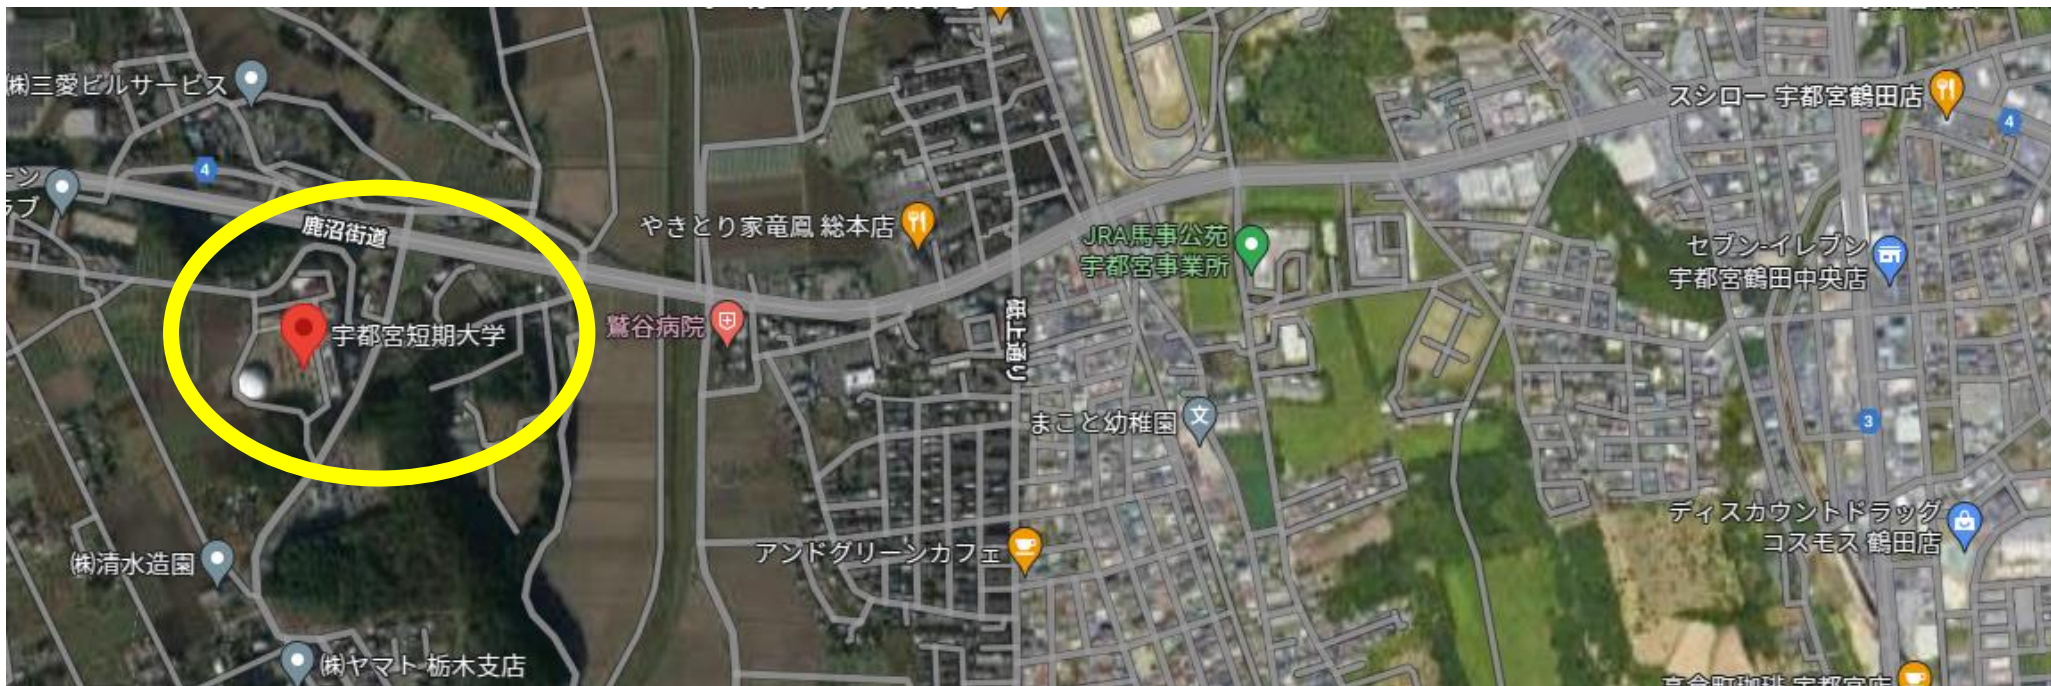 ㈱三愛ビルサービス
4
鹿沼街道
宇都宮短期大学
㈱清水造園
㈱ヤマト 栃木支店
やきとり家竜鳳 総本店
鷲谷病院
砥上通り
アンドグリーンカフェ
JRA馬事公苑
宇都宮事業所
まこと幼稚園
文
スシロー 宇都宮鶴田店
4
セブン-イレブン
宇都宮鶴田中央店
3
ディスカウントドラッグ
コスモス 鶴田店